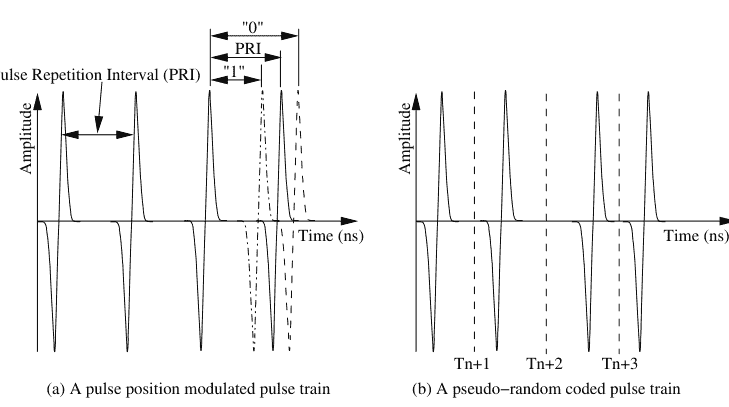 "0"
PRI
"1"
ulse Repetition Interval (PRI)
Amplitude
Time (ns)
(a) A pulse position modulated pulse train
Amplitude
Time (ns)
Tn+1
Tn+2
Tn+3
(b) A pseudo−random coded pulse train